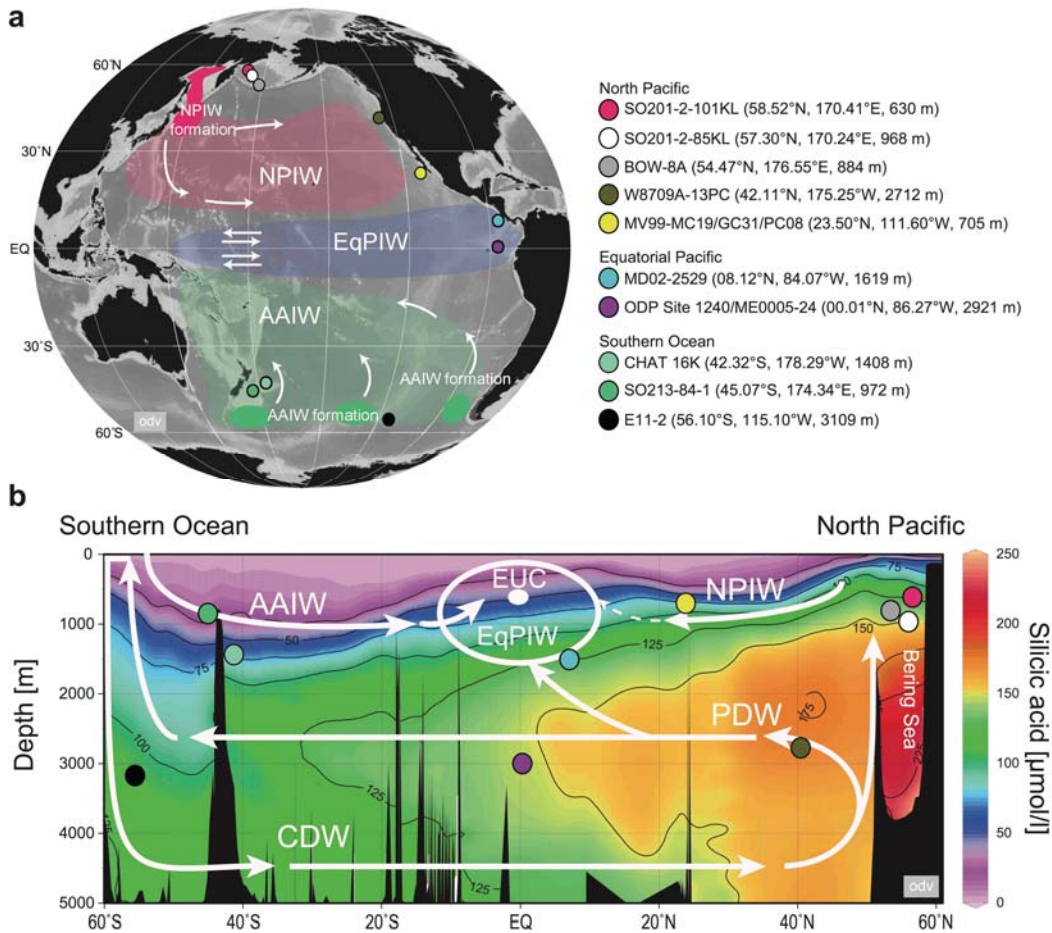 a
60°N
NPIW
formation
30°N
NPIW
EQ
EqPIW
AAIW
30°S
AAIW formation
AAIW formation
odv
60°S
North Pacific
SO201-2-101KL (58.52°N, 170.41°E, 630 m)
SO201-2-85KL (57.30°N, 170.24°E, 968 m)
BOW-8A (54.47°N, 176.55°E, 884 m)
W8709A-13PC (42.11°N, 175.25°W, 2712 m)
MV99-MC19/GC31/PC08 (23.50°N, 111.60°W, 705 m)
Equatorial Pacific
MD02-2529 (08.12°N, 84.07°W, 1619 m)
ODP Site 1240/ME0005-24 (00.01°N, 86.27°W, 2921 m)
Southern Ocean
CHAT 16K (42.32°S, 178.29°W, 1408 m)
SO213-84-1 (45.07°S, 174.34°E, 972 m)
E11-2 (56.10°S, 115.10°W, 3109 m)
b
Southern Ocean
North Pacific
0
1000
2000
3000
4000
5000
Depth [m]
AAIW
EUC
EqPIW
NPIW
PDW
CDW
Bering Sea
50
75
75
100
125
125
125
125
150
175
odv
60°S
40°S
20°S
EQ
20°N
40°N
60°N
250
200
150
100
50
0
Silicic acid [µmol/l]